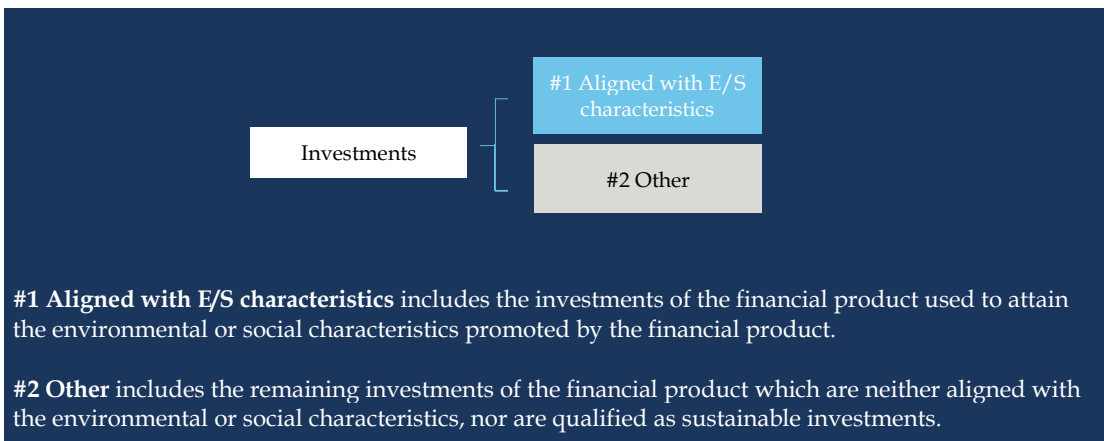 #1 Aligned with E/S
characteristics
Investments
#2 Other
#1 Aligned with E/S characteristics includes the investments of the financial product used to attain
the environmental or social characteristics promoted by the financial product.
#2 Other includes the remaining investments of the financial product which are neither aligned with
the environmental or social characteristics, nor are qualified as sustainable investments.